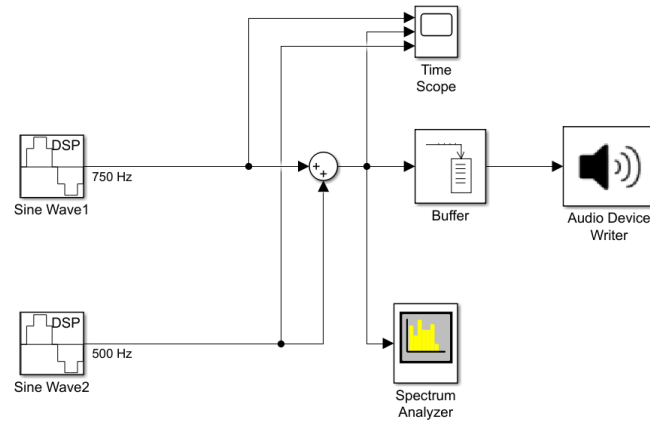 Time
Scope
DSP
750 Hz
Sine Wave1
+
+
Buffer
Audio Device
Writer
DSP
500 Hz
Sine Wave2
Spectrum
Analyzer